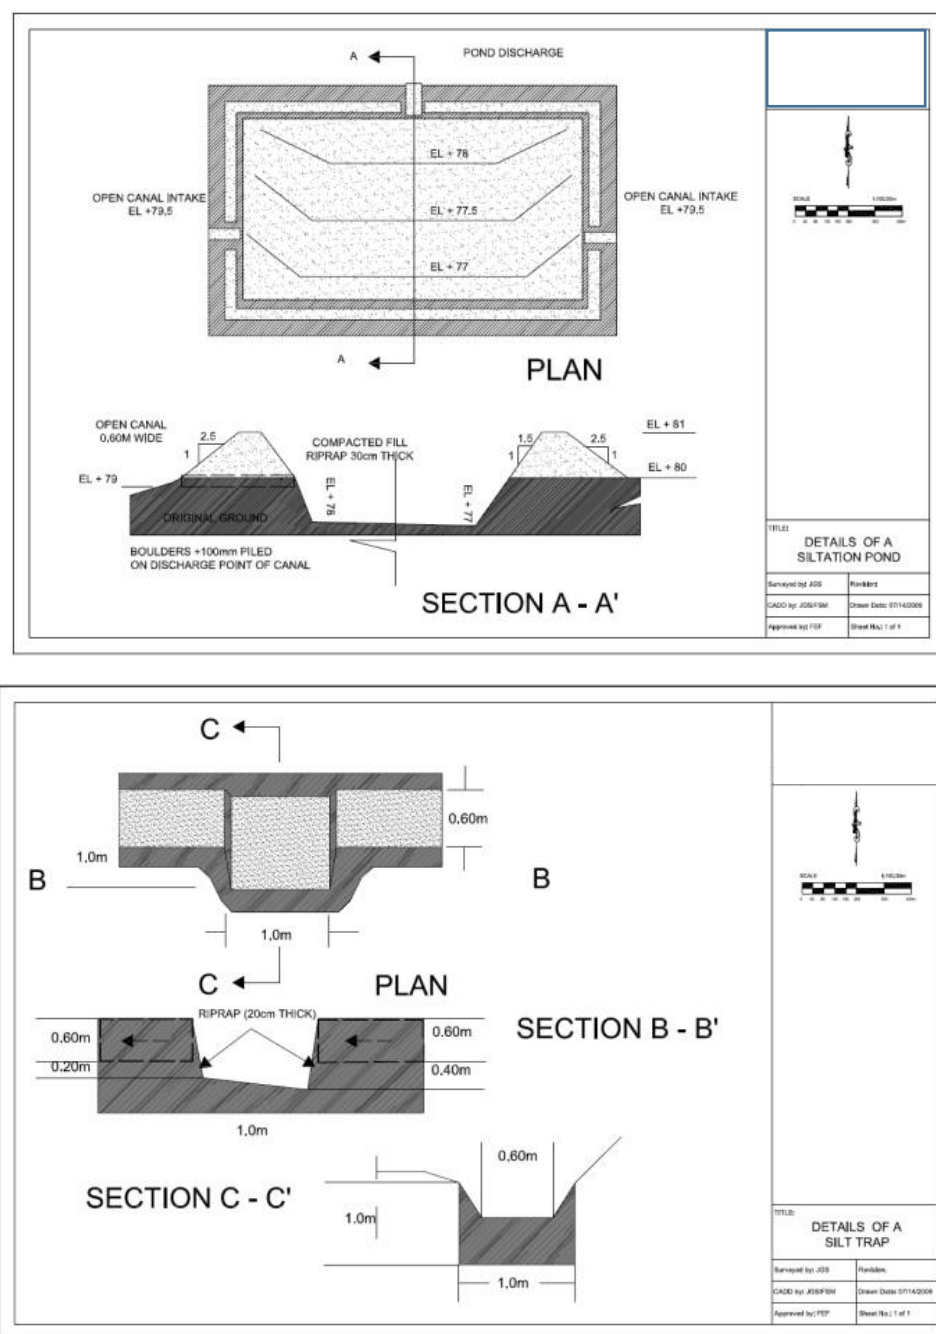 A
POND DISCHARGE
EL + 78
OPEN CANAL INTAKE
EL +79.5
EL + 77.5
OPEN CANAL INTAKE
EL +79.5
EL + 77
A
PLAN
OPEN CANAL
0.60M WIDE
2.5
1
COMPACTED FILL
RIPRAP 30cm THICK
1.5
1
2.5
1
EL + 81
EL + 80
EL + 79
EL + 78
EL + 77
ORIGINAL GROUND
BOULDERS +100mm PILED
ON DISCHARGE POINT OF CANAL
SECTION A - A'
SCALE
TITLE:
DETAILS OF A
SILTATION POND
Surveyed by: JGS
CADD by: JGS/FSM
Drawn Date: 07/14/2009
Approved by: FEF
Sheet No.: 1 of 1
C
0.60m
1.0m
B
B
1.0m
C
PLAN
RIPRAP (20cm THICK)
SECTION B - B'
0.60m
0.20m
0.60m
0.40m
1.0m
SECTION C - C'
0.60m
1.0m
1.0m
SCALE
TITLE:
DETAILS OF A
SILT TRAP
Surveyed by: JGS
CADD by: JGS/FSM
Drawn Date: 07/14/2009
Approved by: FEF
Sheet No.: 1 of 1